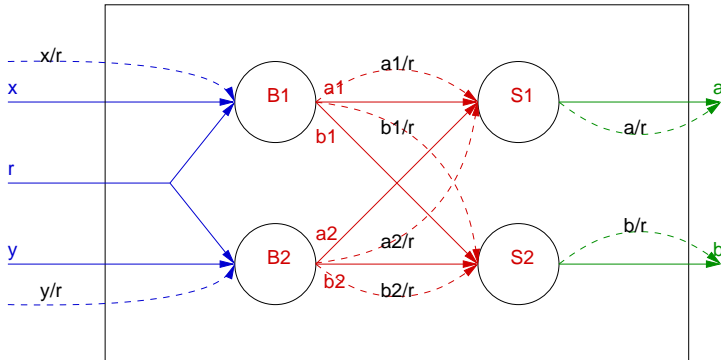 x/r
x
r
y
y/r
B1
B2
a1
b1
a2
b2
a1/r
b1/r
a2/r
b2/r
S1
S2
a
a/r
b/r
b